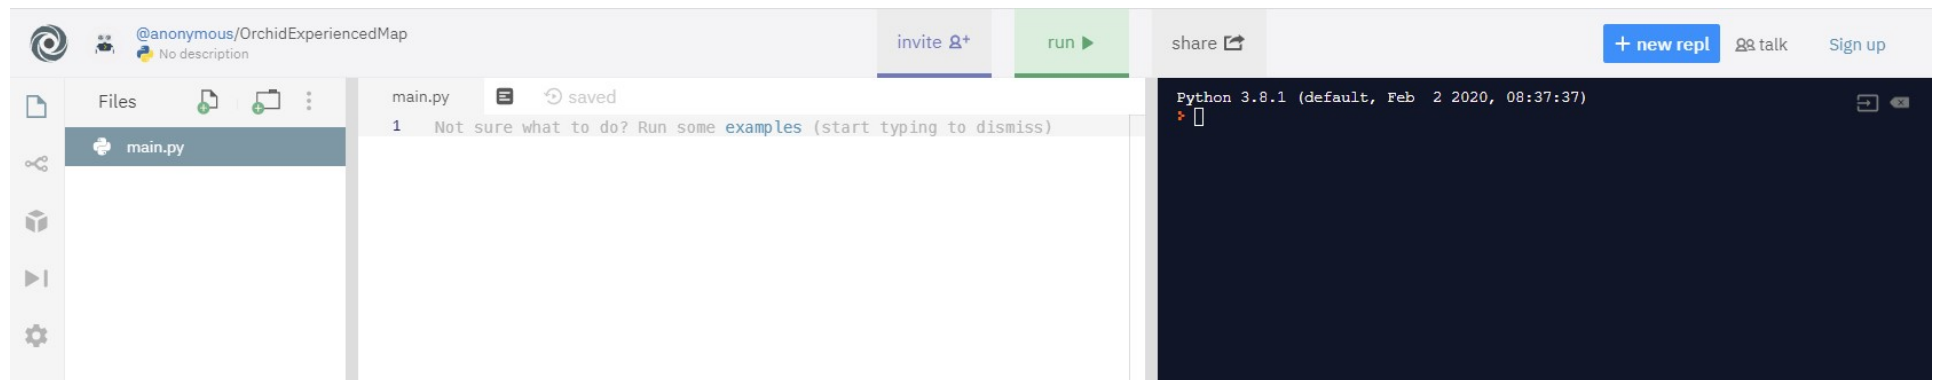 @anonymous/OrchidExperiencedMap
No description
invite
run
share
+ new repl
talk
Sign up
Files
main.py
main.py
saved
1 Not sure what to do? Run some examples (start typing to dismiss)
Python 3.8.1 (default, Feb  2 2020, 08:37:37)